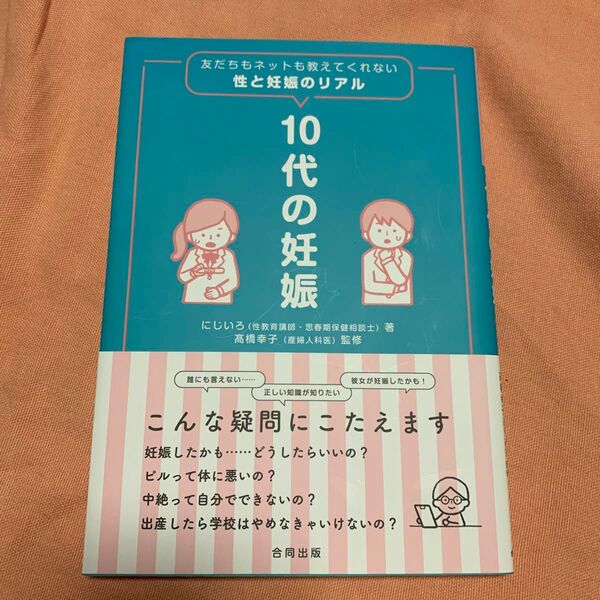 友だちもネットも教えてくれない
性と妊娠のリアル
10代の妊娠
にじいろ(性教育講師・思春期保健相談士)著
髙橋幸子(産婦人科医)監修
誰にも言えない……
正しい知識が知りたい
彼女が妊娠したかも!
こんな疑問にこたえます
妊娠したかも……どうしたらいいの?
ピルって体に悪いの?
中絶って自分でできないの?
出産したら学校はやめなきゃいけないの?
合同出版